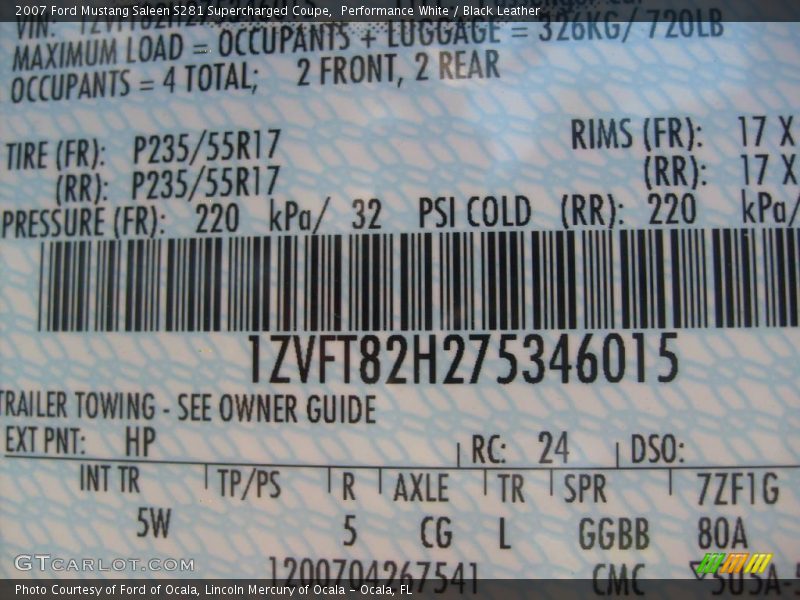 2007 Ford Mustang Saleen S281 Supercharged Coupe, Performance White / Black Leather
VIN:
MAXIMUM LOAD = OCCUPANTS + LUGGAGE = 326KG/ 720LB
OCCUPANTS = 4 TOTAL; 2 FRONT, 2 REAR
TIRE (FR): P235/55R17 RIMS (FR): 17 X
(RR): P235/55R17 (RR): 17 X
PRESSURE (FR): 220 kPa/ 32 PSI COLD (RR): 220 kPa/
1ZVFT82H275346015
TRAILER TOWING - SEE OWNER GUIDE
EXT PNT: HP RC: 24 DSO:
INT TR TP/PS R AXLE TR SPR 7ZF1G
5W 5 CG L GGBB 80A
1200704267541 CMC 505A-
GTCARLOT.COM
Photo Courtesy of Ford of Ocala, Lincoln Mercury of Ocala - Ocala, FL